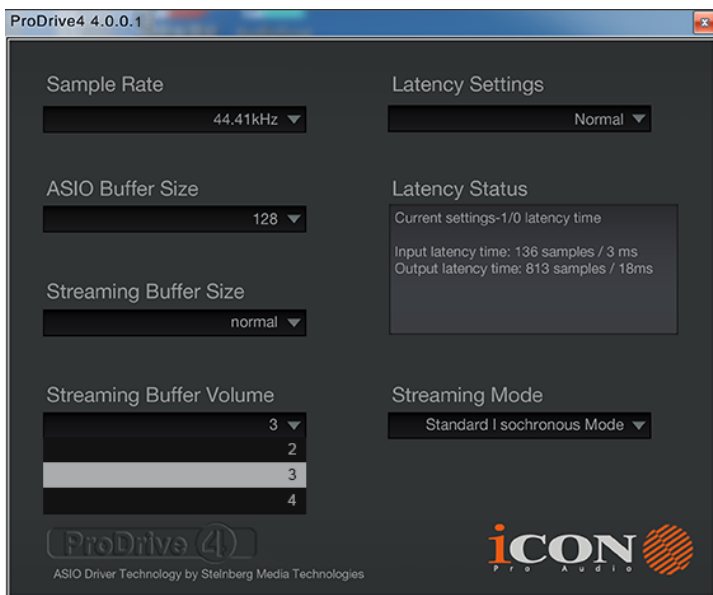 ProDrive4 4.0.0.1
Sample Rate
44.41kHz
Latency Settings
Normal
ASIO Buffer Size
128
Latency Status
Current settings-1/0 latency time
Input latency time: 136 samples / 3 ms
Output latency time: 813 samples / 18ms
Streaming Buffer Size
normal
Streaming Buffer Volume
3
2
3
4
Streaming Mode
Standard I sochronous Mode
ProDrive 4
ASIO Driver Technology by Stelnberg Media Technologies
iCON
Pro Audio